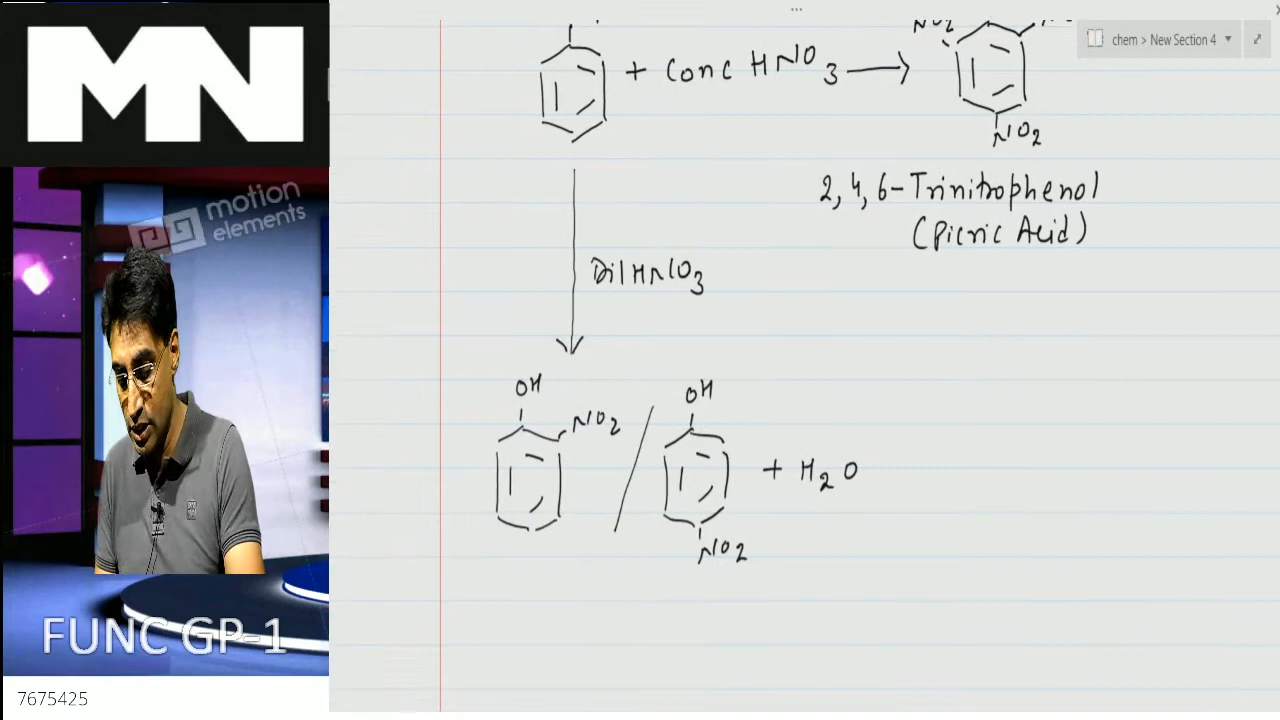 MN
motion
elements
FUNC GP-1
7675425
chem > New Section 4
+ Conc HNO3
NO2
NO2
2, 4, 6-Trinitrophenol
(Picric Acid)
Dil HNO3
OH
NO2
OH
NO2
+ H2O